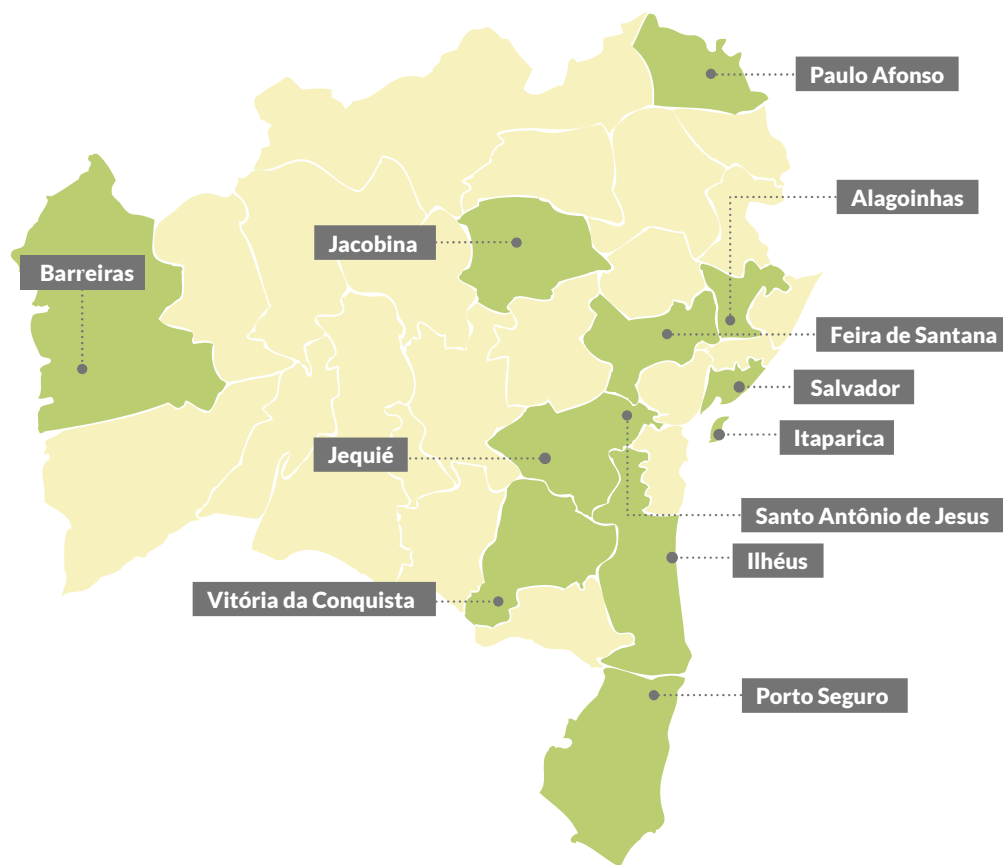 Paulo Afonso
Alagoinhas
Jacobina
Barreiras
Feira de Santana
Salvador
Itaparica
Jequié
Santo Antônio de Jesus
Ilhéus
Vitória da Conquista
Porto Seguro